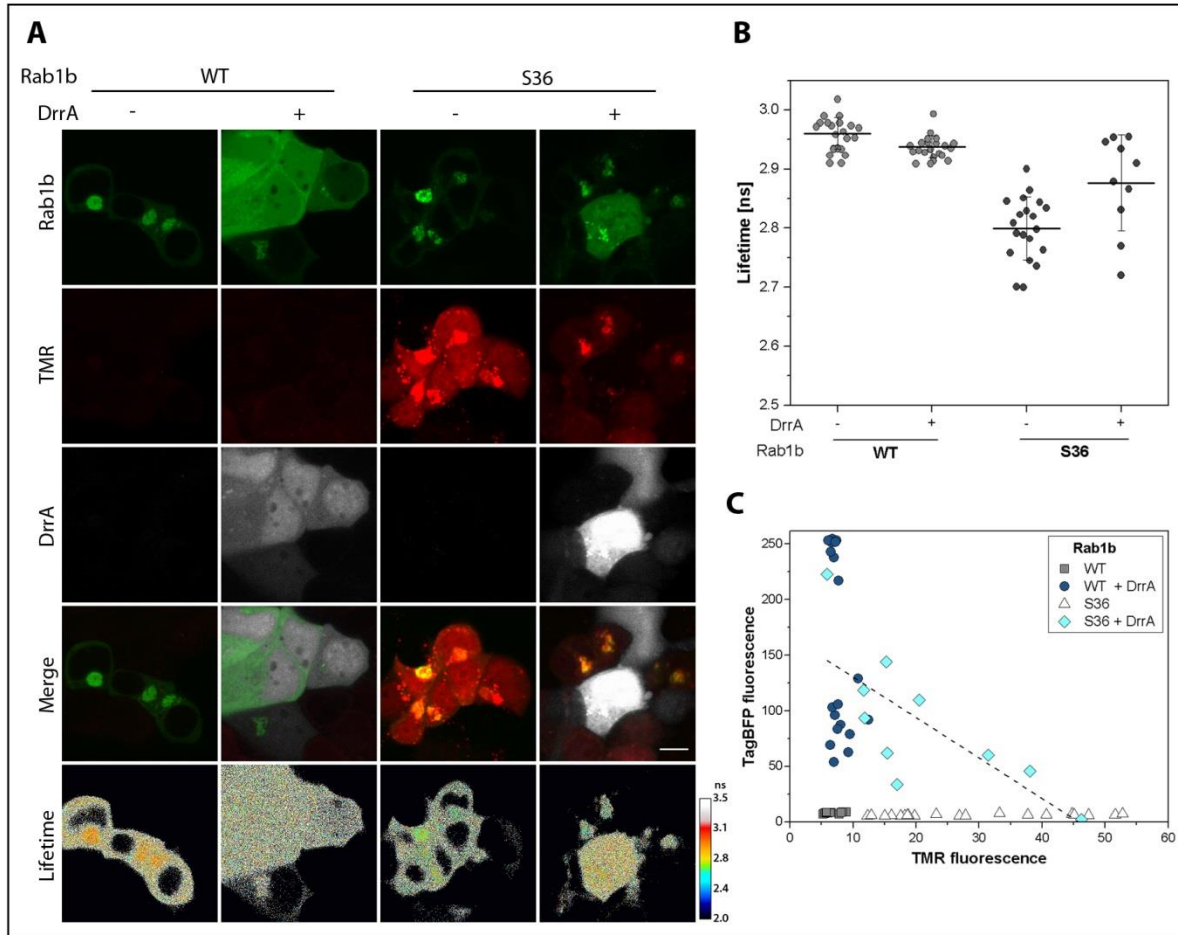 A
Rab1b WT S36
DrrA - + - +
Rab1b
TMR
DrrA
Merge
Lifetime
ns
3.5
3.1
2.8
2.4
2.0
B
Lifetime [ns]
3.0
2.9
2.8
2.7
2.6
2.5
DrrA - + - +
Rab1b WT S36
C
TagBFP fluorescence
250
200
150
100
50
0
0 10 20 30 40 50 60
TMR fluorescence
Rab1b
WT
WT + DrrA
S36
S36 + DrrA